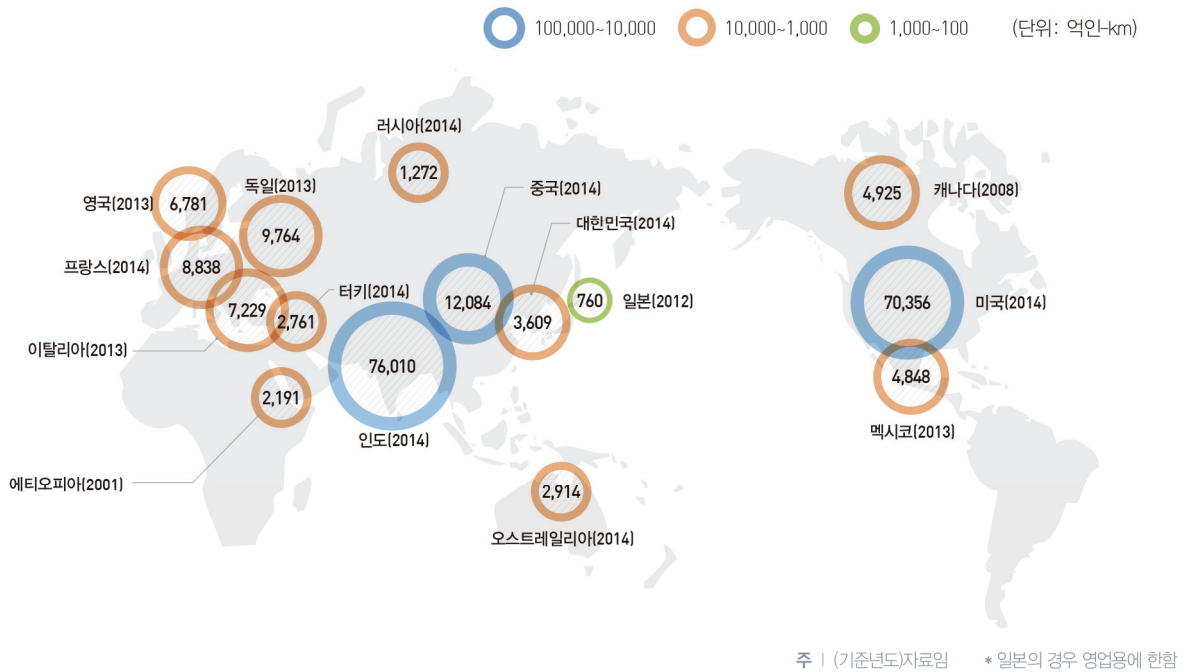 100,000~10,000 10,000~1,000 1,000~100 (단위: 억인-km)
러시아(2014)
1,272
독일(2013)
9,764
영국(2013)
6,781
프랑스(2014)
8,838
이탈리아(2013)
7,229
터키(2014)
2,761
중국(2014)
12,084
대한민국(2014)
3,609
760 일본(2012)
76,010
인도(2014)
2,191
에티오피아(2001)
2,914
오스트레일리아(2014)
4,925 캐나다(2008)
70,356 미국(2014)
4,848
멕시코(2013)
주 | (기준년도)자료임 * 일본의 경우 영업용에 한함